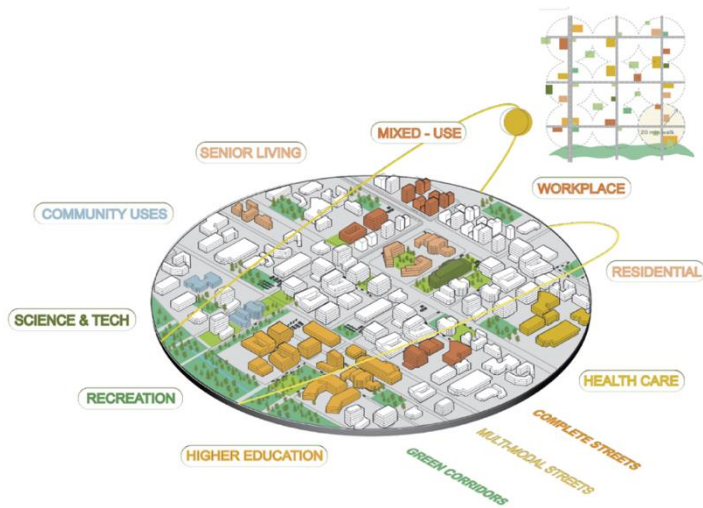 MIXED - USE
SENIOR LIVING
WORKPLACE
COMMUNITY USES
RESIDENTIAL
SCIENCE & TECH
HEALTH CARE
RECREATION
HIGHER EDUCATION
COMPLETE STREETS
MULTI-MODAL STREETS
GREEN CORRIDORS